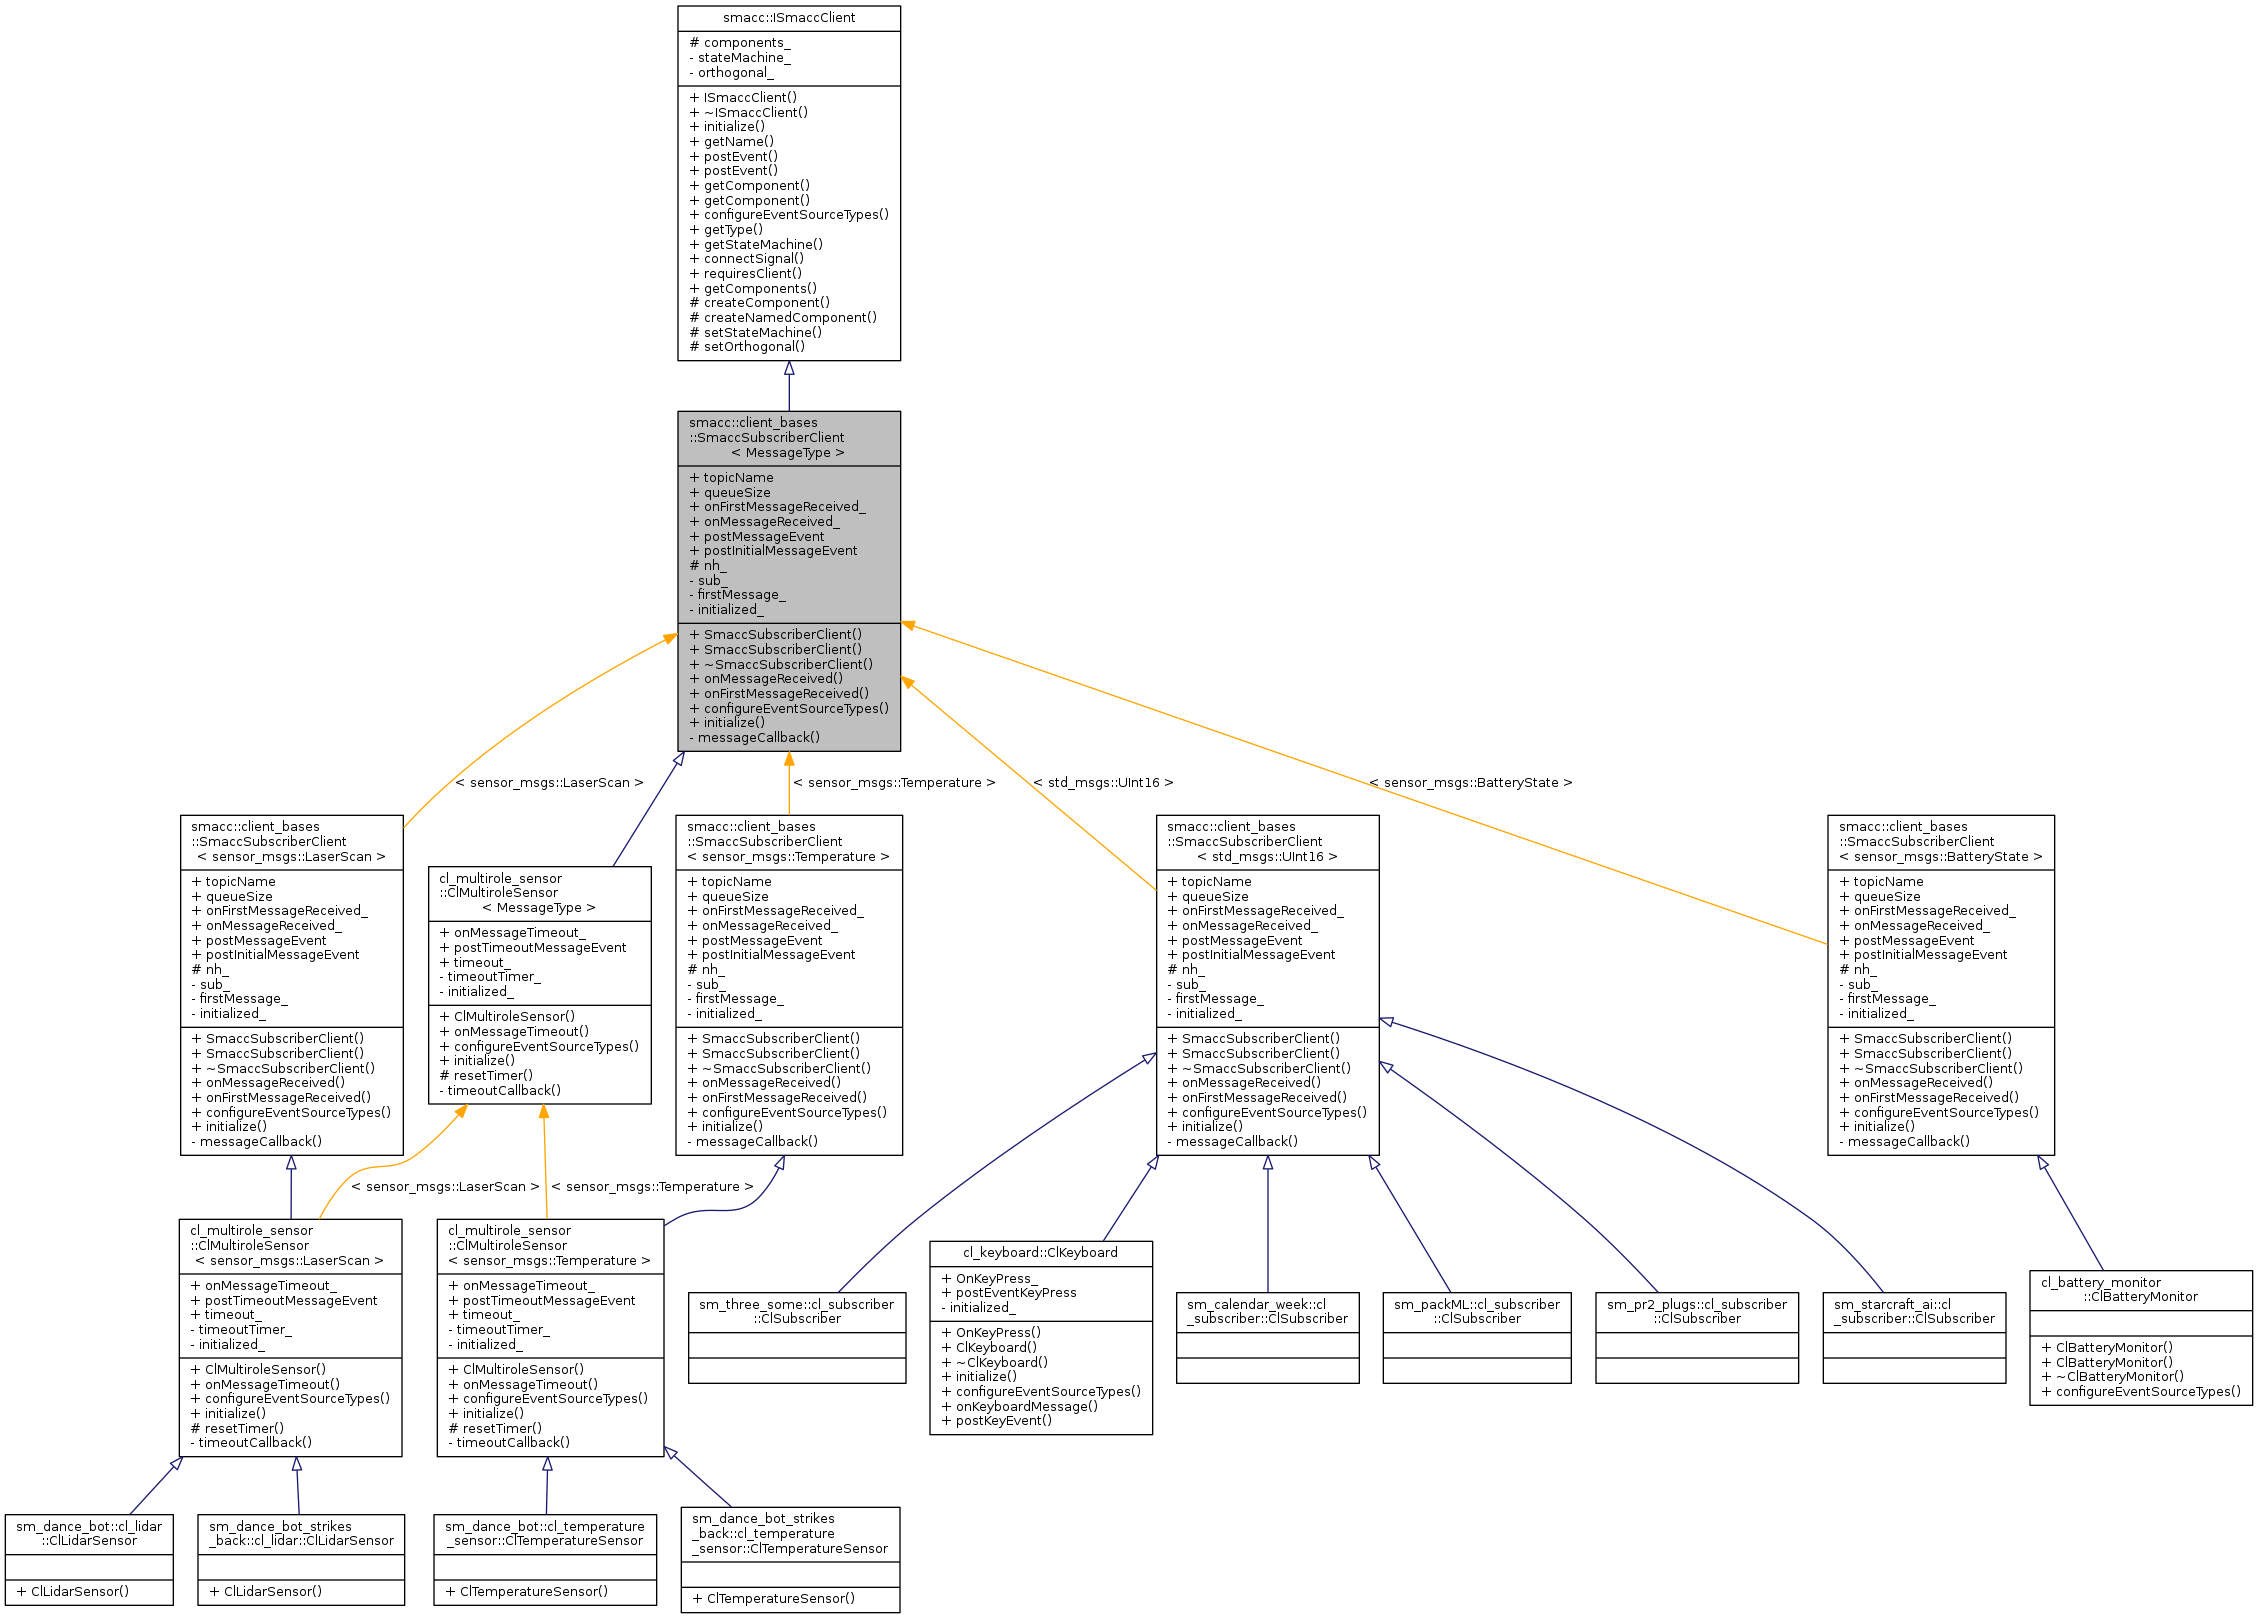 smacc::ISmaccClient
# components_
- stateMachine_
- orthogonal_
+ ISmaccClient()
+ ~ISmaccClient()
+ initialize()
+ getName()
+ postEvent()
+ postEvent()
+ getComponent()
+ getComponent()
+ configureEventSourceTypes()
+ getType()
+ getStateMachine()
+ connectSignal()
+ requiresClient()
+ getComponents()
# createComponent()
# createNamedComponent()
# setStateMachine()
# setOrthogonal()
smacc::client_bases
::SmaccSubscriberClient
< MessageType >
+ topicName
+ queueSize
+ onFirstMessageReceived_
+ onMessageReceived_
+ postMessageEvent
+ postInitialMessageEvent
# nh_
- sub_
- firstMessage_
- initialized_
+ SmaccSubscriberClient()
+ SmaccSubscriberClient()
+ ~SmaccSubscriberClient()
+ onMessageReceived()
+ onFirstMessageReceived()
+ configureEventSourceTypes()
+ initialize()
- messageCallback()
< sensor_msgs::LaserScan >
< sensor_msgs::Temperature >
< std_msgs::UInt16 >
< sensor_msgs::BatteryState >
smacc::client_bases
::SmaccSubscriberClient
< sensor_msgs::LaserScan >
+ topicName
+ queueSize
+ onFirstMessageReceived_
+ onMessageReceived_
+ postMessageEvent
+ postInitialMessageEvent
# nh_
- sub_
- firstMessage_
- initialized_
+ SmaccSubscriberClient()
+ SmaccSubscriberClient()
+ ~SmaccSubscriberClient()
+ onMessageReceived()
+ onFirstMessageReceived()
+ configureEventSourceTypes()
+ initialize()
- messageCallback()
cl_multirole_sensor
::ClMultiroleSensor
< MessageType >
+ onMessageTimeout_
+ postTimeoutMessageEvent
+ timeout_
- timeoutTimer_
- initialized_
+ ClMultiroleSensor()
+ onMessageTimeout()
+ configureEventSourceTypes()
+ initialize()
# resetTimer()
- timeoutCallback()
smacc::client_bases
::SmaccSubscriberClient
< sensor_msgs::Temperature >
+ topicName
+ queueSize
+ onFirstMessageReceived_
+ onMessageReceived_
+ postMessageEvent
+ postInitialMessageEvent
# nh_
- sub_
- firstMessage_
- initialized_
+ SmaccSubscriberClient()
+ SmaccSubscriberClient()
+ ~SmaccSubscriberClient()
+ onMessageReceived()
+ onFirstMessageReceived()
+ configureEventSourceTypes()
+ initialize()
- messageCallback()
smacc::client_bases
::SmaccSubscriberClient
< std_msgs::UInt16 >
+ topicName
+ queueSize
+ onFirstMessageReceived_
+ onMessageReceived_
+ postMessageEvent
+ postInitialMessageEvent
# nh_
- sub_
- firstMessage_
- initialized_
+ SmaccSubscriberClient()
+ SmaccSubscriberClient()
+ ~SmaccSubscriberClient()
+ onMessageReceived()
+ onFirstMessageReceived()
+ configureEventSourceTypes()
+ initialize()
- messageCallback()
smacc::client_bases
::SmaccSubscriberClient
< sensor_msgs::BatteryState >
+ topicName
+ queueSize
+ onFirstMessageReceived_
+ onMessageReceived_
+ postMessageEvent
+ postInitialMessageEvent
# nh_
- sub_
- firstMessage_
- initialized_
+ SmaccSubscriberClient()
+ SmaccSubscriberClient()
+ ~SmaccSubscriberClient()
+ onMessageReceived()
+ onFirstMessageReceived()
+ configureEventSourceTypes()
+ initialize()
- messageCallback()
< sensor_msgs::LaserScan >
< sensor_msgs::Temperature >
cl_multirole_sensor
::ClMultiroleSensor
< sensor_msgs::LaserScan >
+ onMessageTimeout_
+ postTimeoutMessageEvent
+ timeout_
- timeoutTimer_
- initialized_
+ ClMultiroleSensor()
+ onMessageTimeout()
+ configureEventSourceTypes()
+ initialize()
# resetTimer()
- timeoutCallback()
cl_multirole_sensor
::ClMultiroleSensor
< sensor_msgs::Temperature >
+ onMessageTimeout_
+ postTimeoutMessageEvent
+ timeout_
- timeoutTimer_
- initialized_
+ ClMultiroleSensor()
+ onMessageTimeout()
+ configureEventSourceTypes()
+ initialize()
# resetTimer()
- timeoutCallback()
sm_three_some::cl_subscriber
::ClSubscriber
cl_keyboard::ClKeyboard
+ OnKeyPress_
+ postEventKeyPress
- initialized_
+ OnKeyPress()
+ ClKeyboard()
+ ~ClKeyboard()
+ initialize()
+ configureEventSourceTypes()
+ onKeyboardMessage()
+ postKeyEvent()
sm_calendar_week::cl
_subscriber::ClSubscriber
sm_packML::cl_subscriber
::ClSubscriber
sm_pr2_plugs::cl_subscriber
::ClSubscriber
sm_starcraft_ai::cl
_subscriber::ClSubscriber
cl_battery_monitor
::ClBatteryMonitor
+ ClBatteryMonitor()
+ ClBatteryMonitor()
+ ~ClBatteryMonitor()
+ configureEventSourceTypes()
sm_dance_bot::cl_lidar
::ClLidarSensor
+ ClLidarSensor()
sm_dance_bot_strikes
_back::cl_lidar::ClLidarSensor
+ ClLidarSensor()
sm_dance_bot::cl_temperature
_sensor::ClTemperatureSensor
+ ClTemperatureSensor()
sm_dance_bot_strikes
_back::cl_temperature
_sensor::ClTemperatureSensor
+ ClTemperatureSensor()